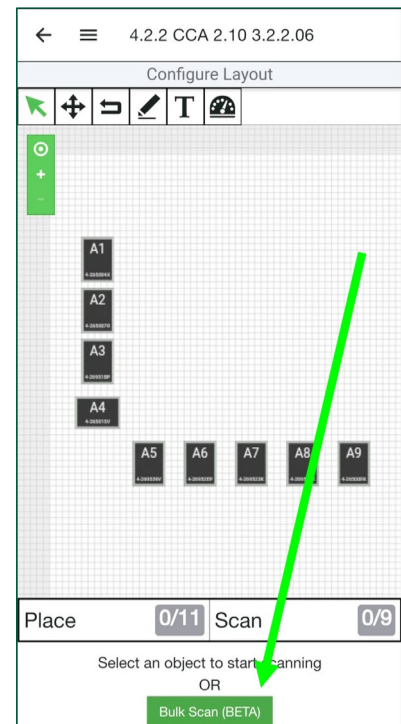 4.2.2 CCA 2.10 3.2.2.06
Configure Layout
T
A1
A2
A3
A4
A5 A6 A7 A8 A9
Place 0/11 Scan 0/9
Select an object to start scanning
OR
Bulk Scan (BETA)